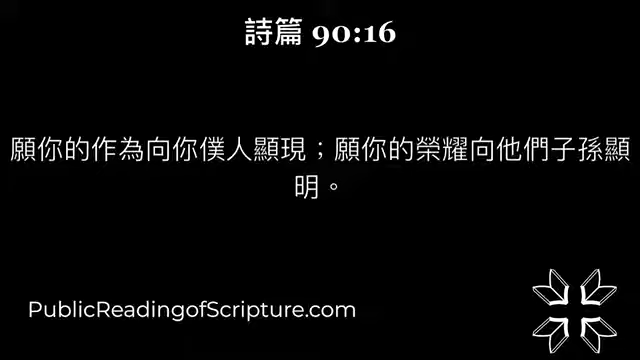 詩篇 90:16
願你的作為向你僕人顯現；願你的榮耀向他們子孫顯
明。
PublicReadingofScripture.com